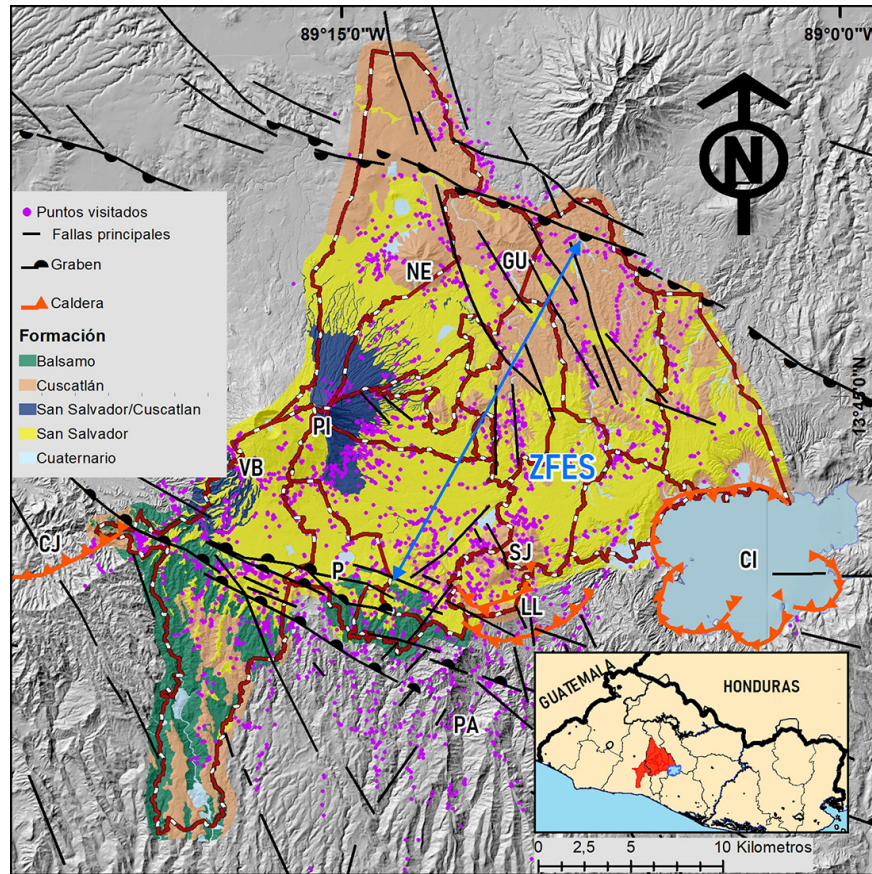 89°15'0"W
89°0'0"W
N
Puntos visitados
Fallas principales
Graben
Caldera
Formación
Balsamo
Cuscatlán
San Salvador/Cuscatlan
San Salvador
Cuaternario
NE
GU
13°45'0"N
PI
VB
ZFES
CJ
P
SJ
LL
CI
PA
GUATEMALA
HONDURAS
0 2,5 5 10 Kilometros